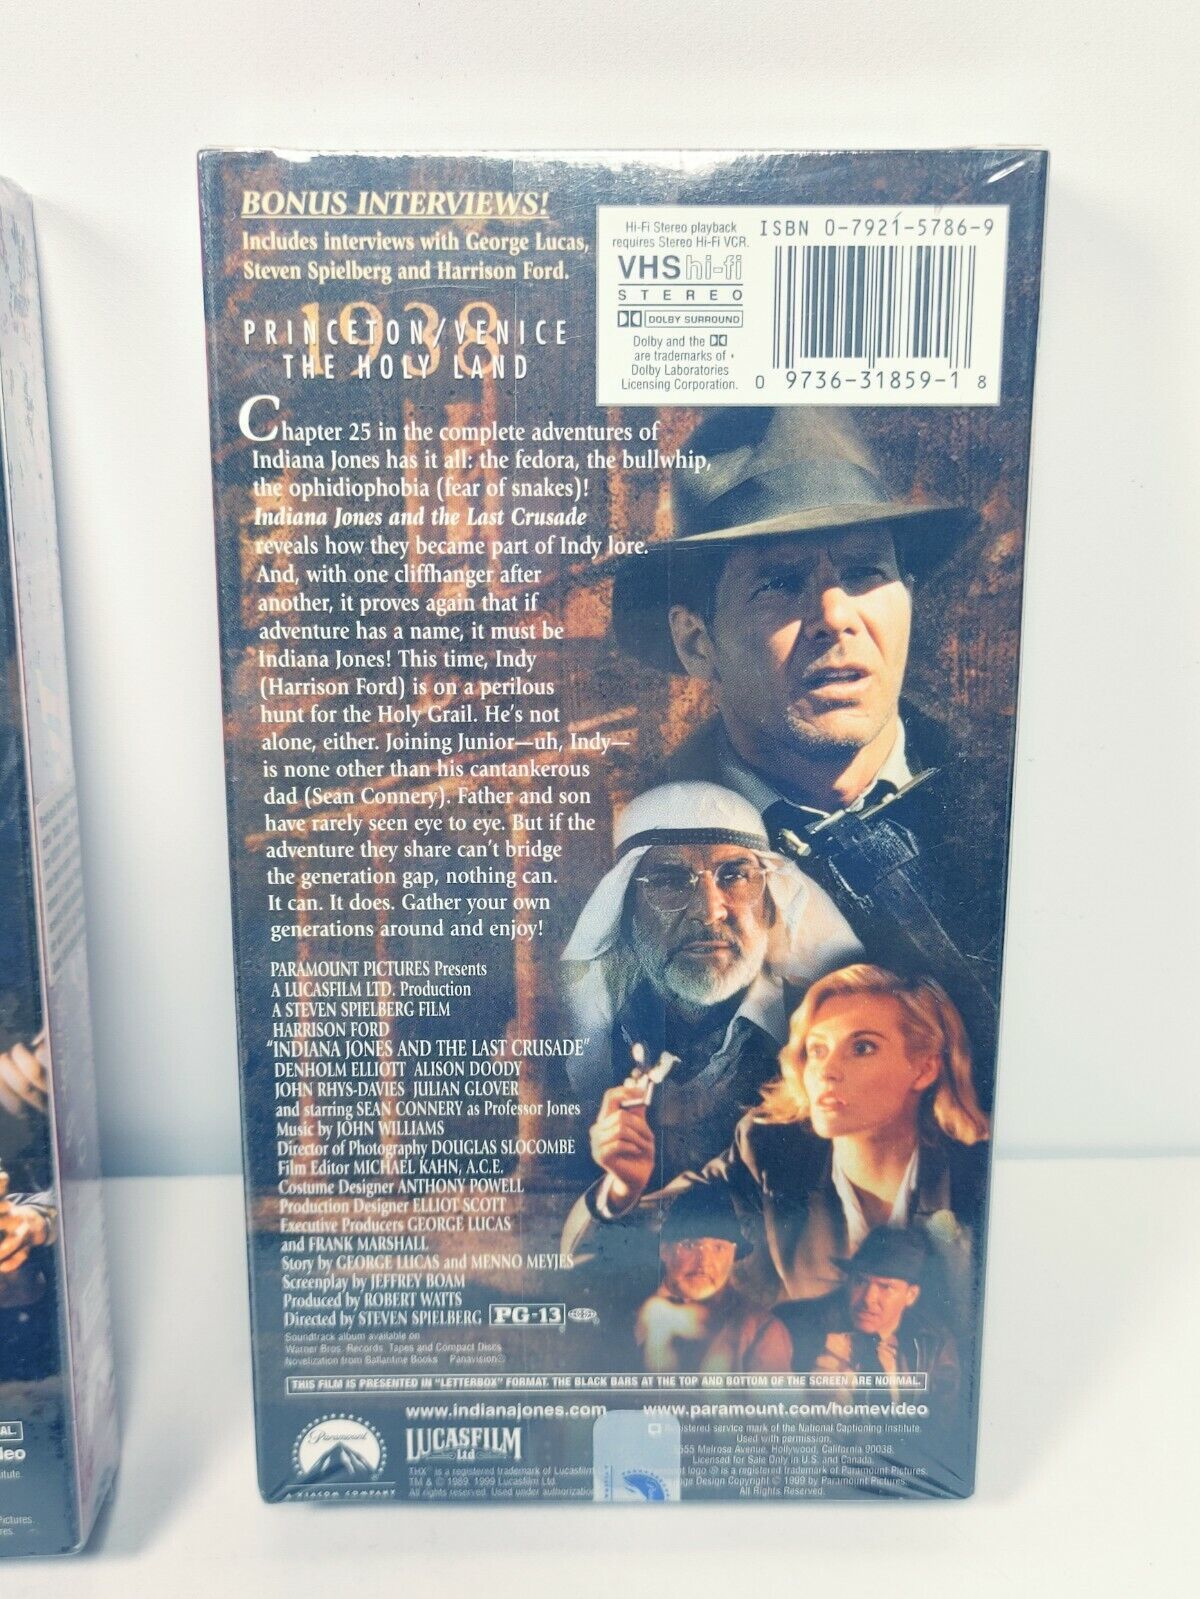 BONUS INTERVIEWS!
Includes interviews with George Lucas,
Steven Spielberg and Harrison Ford.
1938
PRINCETON/VENICE
THE HOLY LAND
Hi-Fi Stereo playback
requires Stereo Hi-Fi VCR.
VHS hi-fi
STEREO
DOLBY SURROUND
Dolby and the
are trademarks of
Dolby Laboratories
Licensing Corporation.
ISBN 0-7921-5786-9
0 9736-31859-1 8
Chapter 25 in the complete adventures of
Indiana Jones has it all: the fedora, the bullwhip,
the ophidiophobia (fear of snakes)!
Indiana Jones and the Last Crusade
reveals how they became part of Indy lore.
And, with one cliffhanger after
another, it proves again that if
adventure has a name, it must be
Indiana Jones! This time, Indy
(Harrison Ford) is on a perilous
hunt for the Holy Grail. He's not
alone, either. Joining Junior—uh, Indy—
is none other than his cantankerous
dad (Sean Connery). Father and son
have rarely seen eye to eye. But if the
adventure they share can't bridge
the generation gap, nothing can.
It can. It does. Gather your own
generations around and enjoy!
PARAMOUNT PICTURES Presents
A LUCASFILM LTD. Production
A STEVEN SPIELBERG FILM
HARRISON FORD
"INDIANA JONES AND THE LAST CRUSADE"
DENHOLM ELLIOTT ALISON DOODY
JOHN RHYS-DAVIES JULIAN GLOVER
and starring SEAN CONNERY as Professor Jones
Music by JOHN WILLIAMS
Director of Photography DOUGLAS SLOCOMBE
Film Editor MICHAEL KAHN, A.C.E.
Costume Designer ANTHONY POWELL
Production Designer ELLIOT SCOTT
Executive Producers GEORGE LUCAS
and FRANK MARSHALL
Story by GEORGE LUCAS and MENNO MEYJES
Screenplay by JEFFREY BOAM
Produced by ROBERT WATTS
Directed by STEVEN SPIELBERG PG-13
Soundtrack album available on
Warner Bros. Records, Tapes and Compact Discs
Novelization from Ballantine Books Panavision®
THIS FILM IS PRESENTED IN "LETTERBOX" FORMAT. THE BLACK BARS AT THE TOP AND BOTTOM OF THE SCREEN ARE NORMAL.
www.indianajones.com www.paramount.com/homevideo
Paramount
A VIACOM COMPANY
LUCASFILM
Ltd
THX® is a registered trademark of Lucasfilm
TM & © 1989, 1999 Lucasfilm Ltd.
All rights reserved. Used under authorization
Registered service mark of the National Captioning Institute.
Used with permission.
5555 Melrose Avenue, Hollywood, California 90038.
Licensed for Sale Only in U.S. and Canada.
logo ® is a registered trademark of Paramount Pictures.
Design Copyright © 1999 by Paramount Pictures.
All Rights Reserved.